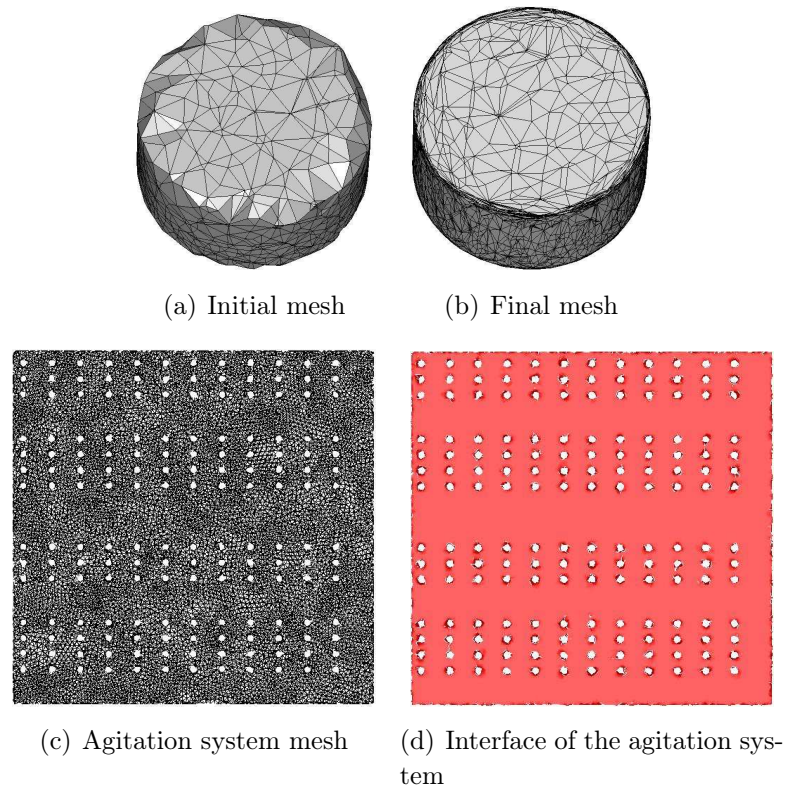 (a) Initial mesh
(b) Final mesh
(c) Agitation system mesh
(d) Interface of the agitation sys-
tem